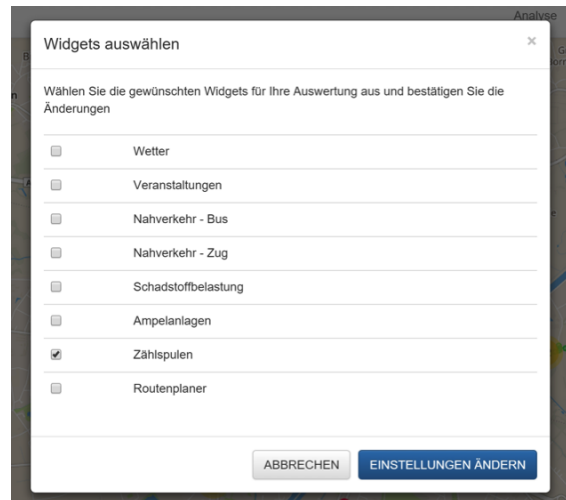 Analyse
Widgets auswählen
×
Wählen Sie die gewünschten Widgets für Ihre Auswertung aus und bestätigen Sie die
Änderungen
Wetter
Veranstaltungen
Nahverkehr - Bus
Nahverkehr - Zug
Schadstoffbelastung
Ampelanlagen
Zählspulen
Routenplaner
ABBRECHEN
EINSTELLUNGEN ÄNDERN